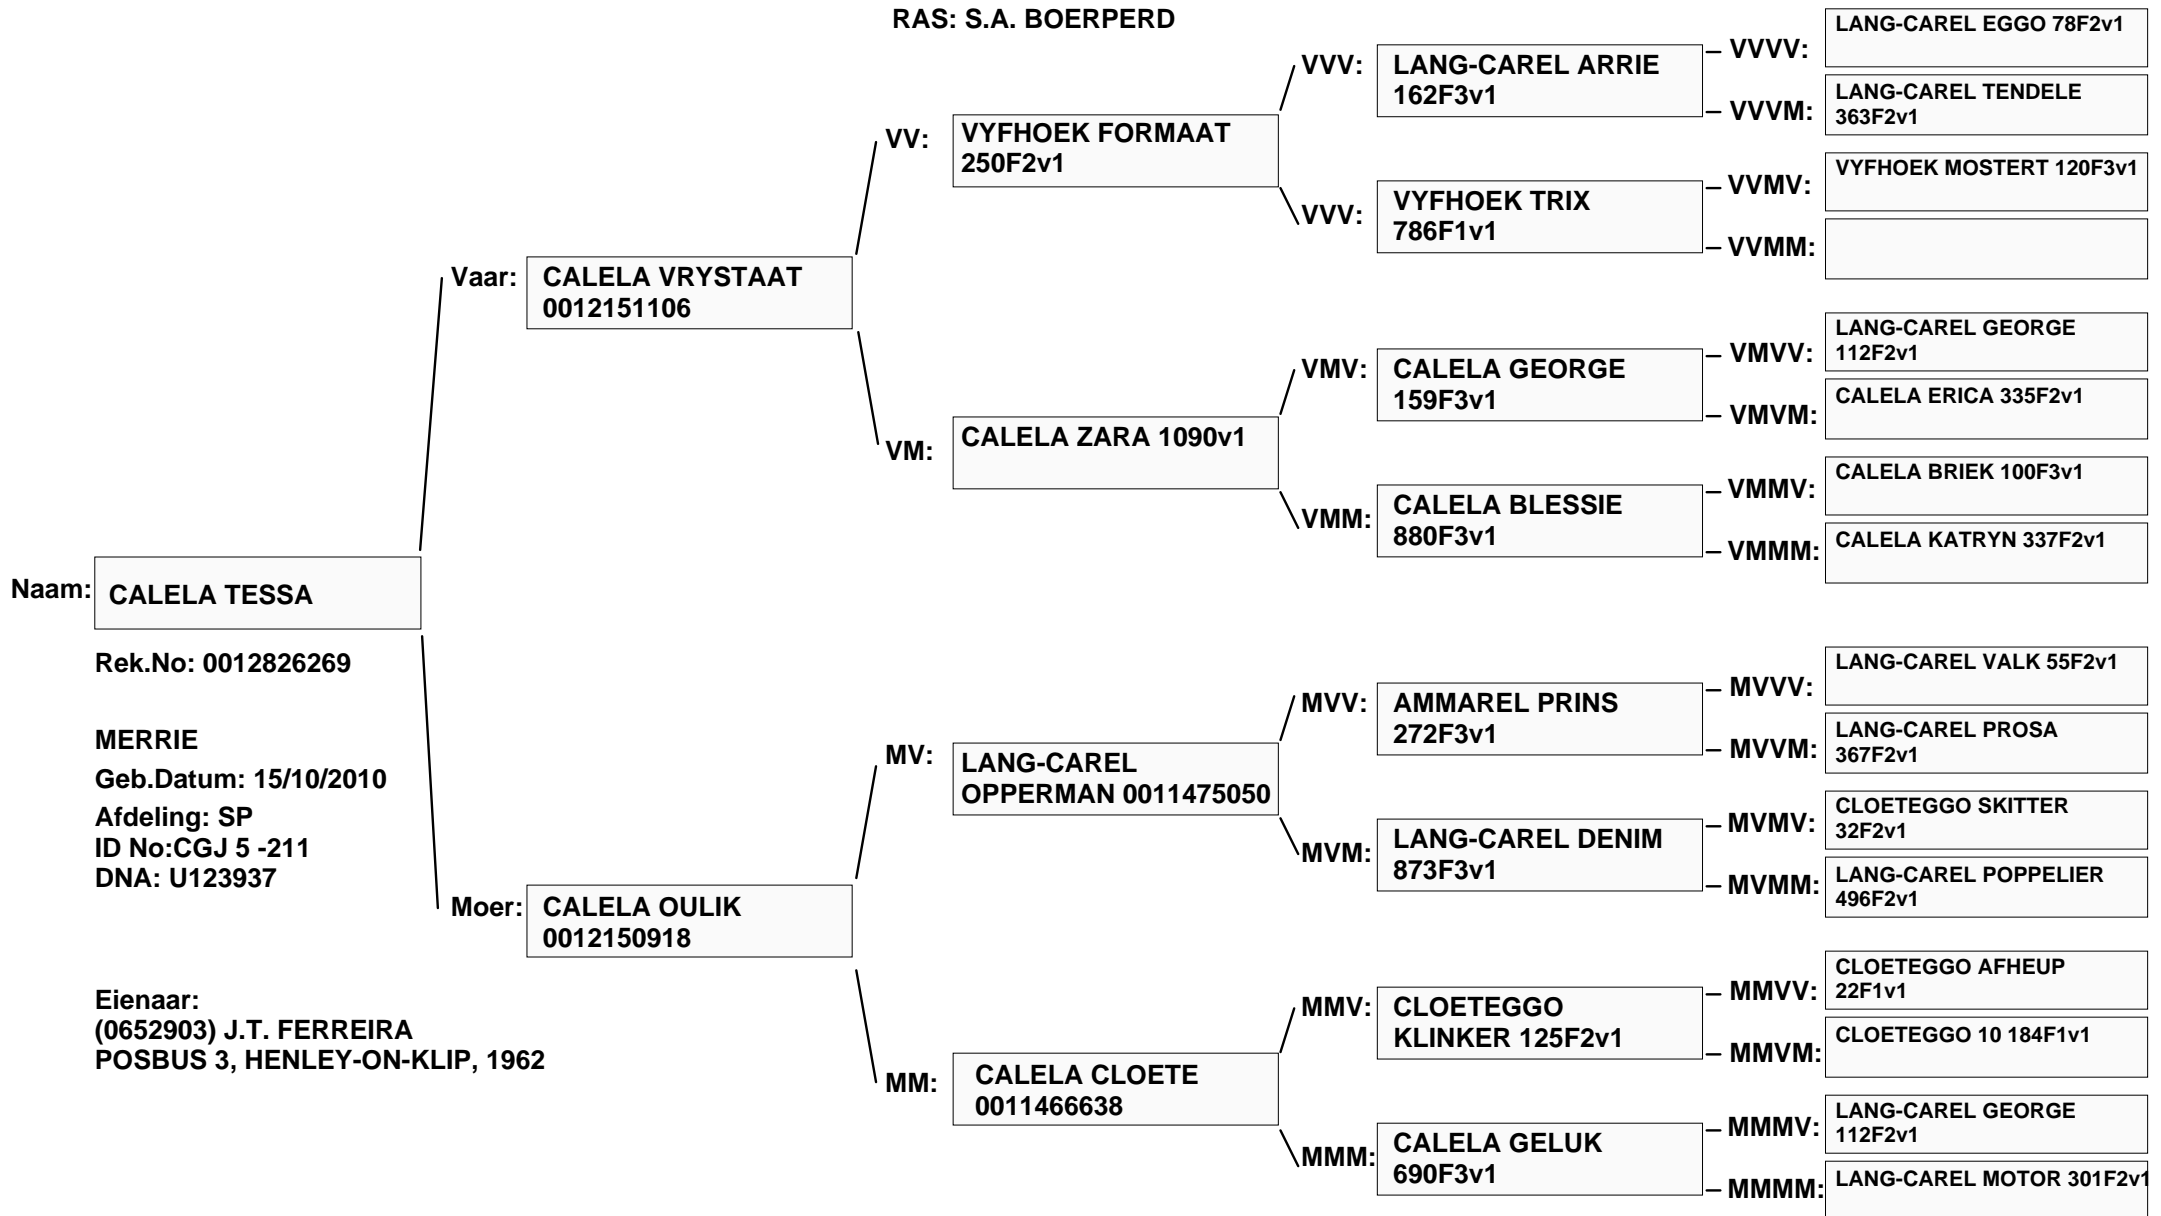 RAS: S.A. BOERPERD
Naam: CALELA TESSA
Rek.No: 0012826269
MERRIE
Geb.Datum: 15/10/2010
Afdeling: SP
ID No:CGJ 5 -211
DNA: U123937
Eienaar:
(0652903) J.T. FERREIRA
POSBUS 3, HENLEY-ON-KLIP, 1962
Vaar: CALELA VRYSTAAT
0012151106
Moer: CALELA OULIK
0012150918
VV: VYFHOEK FORMAAT
250F2v1
VM: CALELA ZARA 1090v1
MV: LANG-CAREL
OPPERMAN 0011475050
MM: CALELA CLOETE
0011466638
VVV: LANG-CAREL ARRIE
162F3v1
VVV: VYFHOEK TRIX
786F1v1
VMV: CALELA GEORGE
159F3v1
VMM: CALELA BLESSIE
880F3v1
MVV: AMMAREL PRINS
272F3v1
MVM: LANG-CAREL DENIM
873F3v1
MMV: CLOETEGGO
KLINKER 125F2v1
MMM: CALELA GELUK
690F3v1
VVVV: LANG-CAREL EGGO 78F2v1
VVVM: LANG-CAREL TENDELE
363F2v1
VVMV: VYFHOEK MOSTERT 120F3v1
VVMM:
VMVV: LANG-CAREL GEORGE
112F2v1
VMVM: CALELA ERICA 335F2v1
VMMV: CALELA BRIEK 100F3v1
VMMM: CALELA KATRYN 337F2v1
MVVV: LANG-CAREL VALK 55F2v1
MVVM: LANG-CAREL PROSA
367F2v1
MVMV: CLOETEGGO SKITTER
32F2v1
MVMM: LANG-CAREL POPPELIER
496F2v1
MMVV: CLOETEGGO AFHEUP
22F1v1
MMVM: CLOETEGGO 10 184F1v1
MMMV: LANG-CAREL GEORGE
112F2v1
MMMM: LANG-CAREL MOTOR 301F2v1